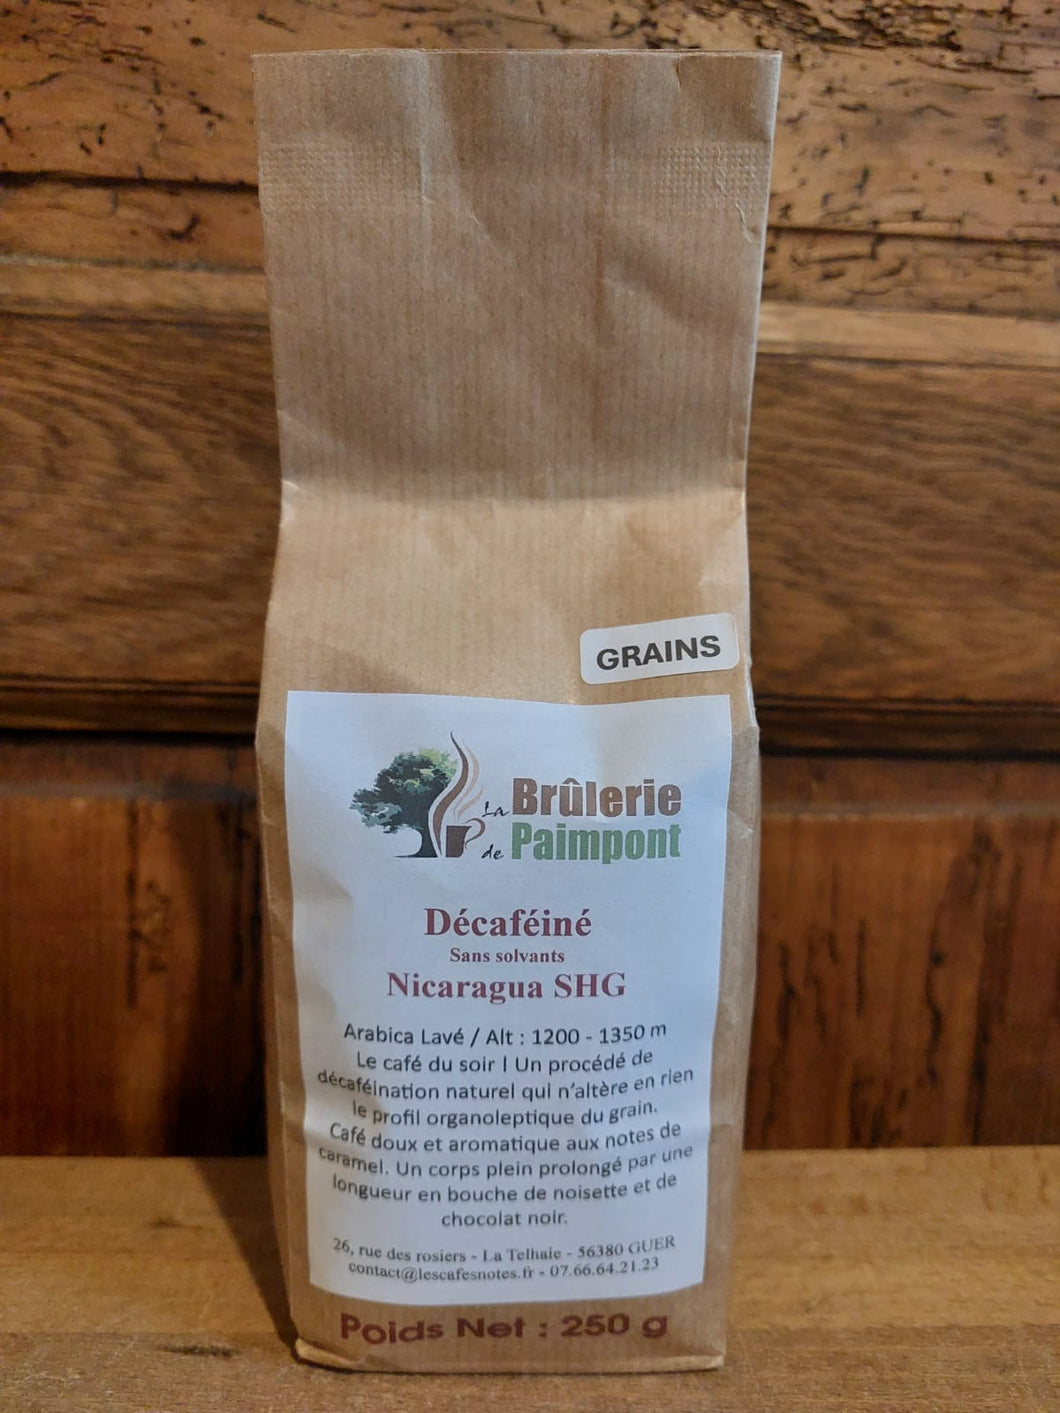 GRAINS
La Brûlerie
de Paimpont
Décaféiné
Sans solvants
Nicaragua SHG
Arabica Lavé / Alt : 1200 - 1350 m
Le café du soir ! Un procédé de
décaféination naturel qui n'altère en rien
le profil organoleptique du grain.
Café doux et aromatique aux notes de
caramel. Un corps plein prolongé par une
longueur en bouche de noisette et de
chocolat noir.
26, rue des rosiers - La Telhaie - 56380 GUER
contact@lescafesnotes.fr - 07.66.64.21.23
Poids Net : 250 g